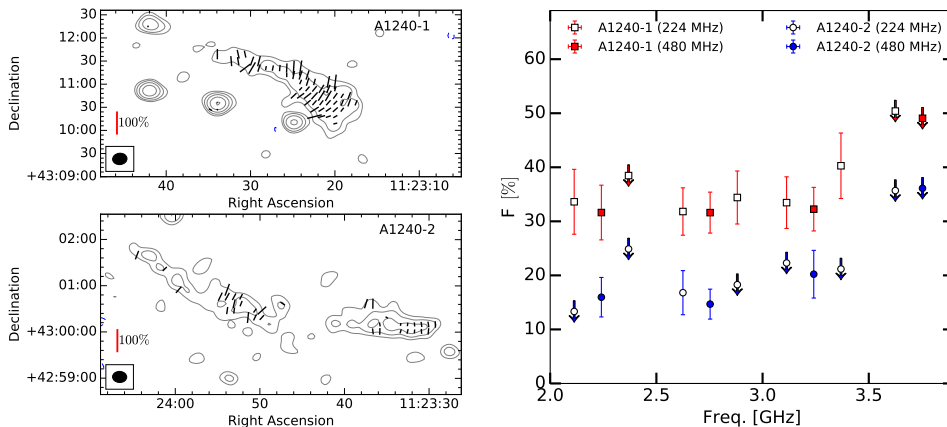 A1240-1
30
12:00
30
11:00
30
10:00
30
+43:09:00
Declination
100%
40
30
20
11:23:10
Right Ascension
A1240-2
02:00
01:00
+43:00:00
+42:59:00
Declination
100%
24:00
50
40
11:23:30
Right Ascension
A1240-1 (224 MHz)
A1240-2 (224 MHz)
A1240-1 (480 MHz)
A1240-2 (480 MHz)
60
50
40
30
20
10
0
F [%]
2.0
2.5
3.0
3.5
Freq. [GHz]